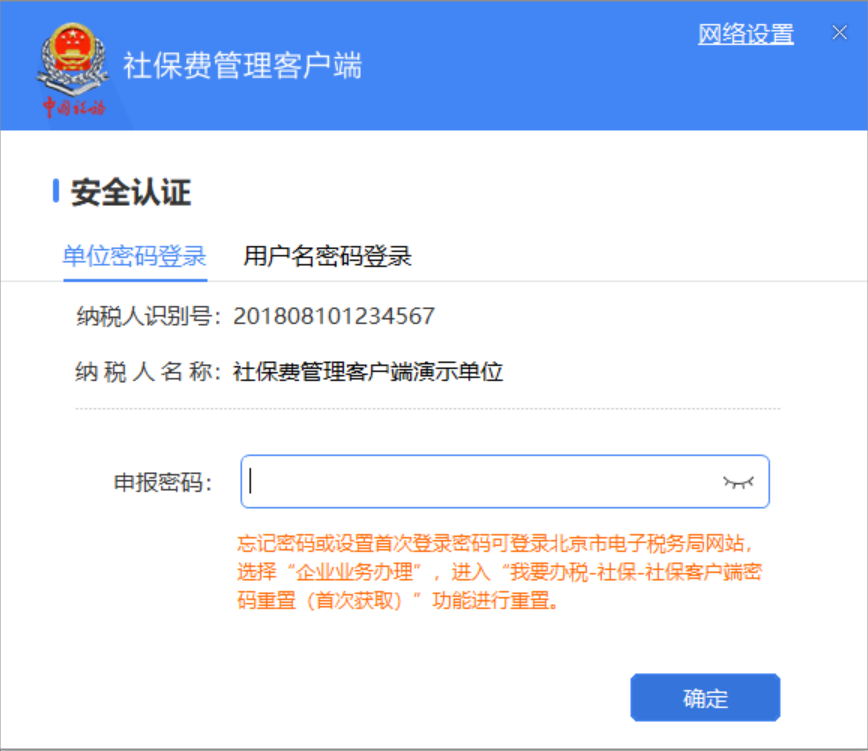 网络设置
社保费管理客户端
中国税务
安全认证
单位密码登录 用户名密码登录
纳税人识别号：201808101234567
纳税人名称：社保费管理客户端演示单位
申报密码：
忘记密码或设置首次登录密码可登录北京市电子税务局网站，
选择“企业业务办理”，进入“我要办税-社保-社保客户端密
码重置（首次获取）”功能进行重置。
确定